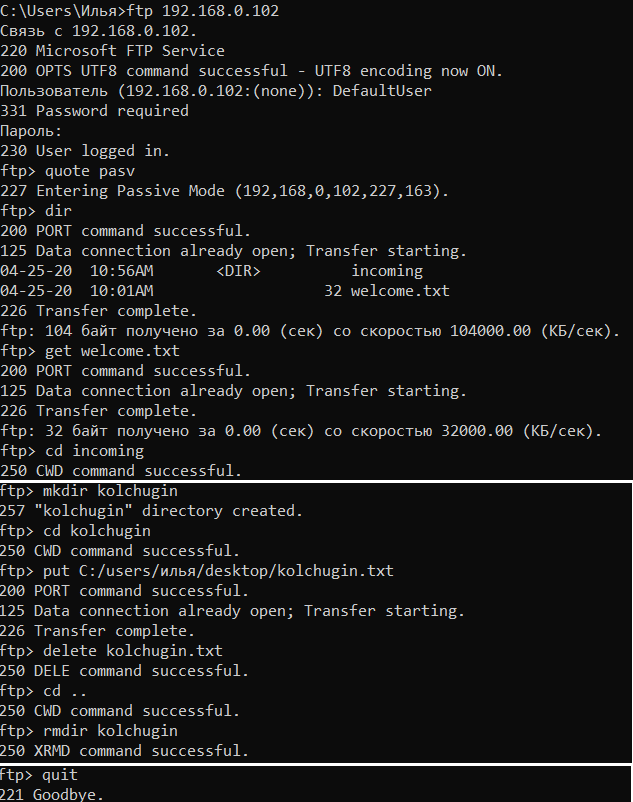 C:\Users\Илья>ftp 192.168.0.102
Связь с 192.168.0.102.
220 Microsoft FTP Service
200 OPTS UTF8 command successful - UTF8 encoding now ON.
Пользователь (192.168.0.102:(none)): DefaultUser
331 Password required
Пароль:
230 User logged in.
ftp> quote pasv
227 Entering Passive Mode (192,168,0,102,227,163).
ftp> dir
200 PORT command successful.
125 Data connection already open; Transfer starting.
04-25-20  10:56AM       <DIR>          incoming
04-25-20  10:01AM                   32 welcome.txt
226 Transfer complete.
ftp: 104 байт получено за 0.00 (сек) со скоростью 104000.00 (КБ/сек).
ftp> get welcome.txt
200 PORT command successful.
125 Data connection already open; Transfer starting.
226 Transfer complete.
ftp: 32 байт получено за 0.00 (сек) со скоростью 32000.00 (КБ/сек).
ftp> cd incoming
250 CWD command successful.
ftp> mkdir kolchugin
257 "kolchugin" directory created.
ftp> cd kolchugin
250 CWD command successful.
ftp> put C:/users/илья/desktop/kolchugin.txt
200 PORT command successful.
125 Data connection already open; Transfer starting.
226 Transfer complete.
ftp> delete kolchugin.txt
250 DELE command successful.
ftp> cd ..
250 CWD command successful.
ftp> rmdir kolchugin
250 XRMD command successful.
ftp> quit
221 Goodbye.